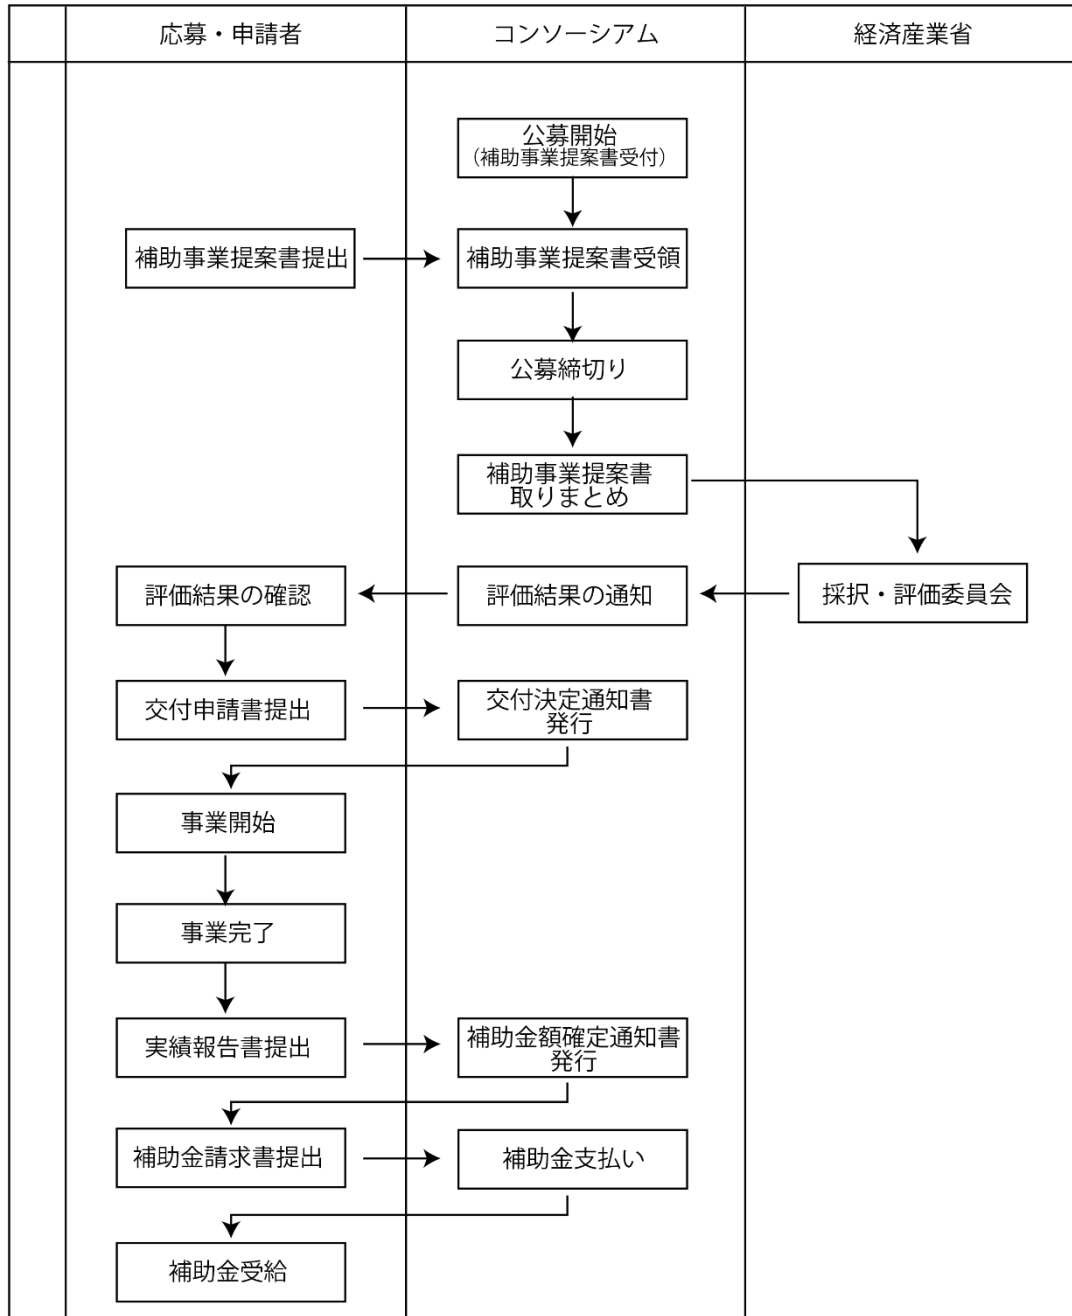 応募・申請者
コンソーシアム
経済産業省
公募開始
(補助事業提案書受付)
補助事業提案書提出
補助事業提案書受領
公募締切り
補助事業提案書
取りまとめ
評価結果の確認
評価結果の通知
採択・評価委員会
交付申請書提出
交付決定通知書
発行
事業開始
事業完了
実績報告書提出
補助金額確定通知書
発行
補助金請求書提出
補助金支払い
補助金受給